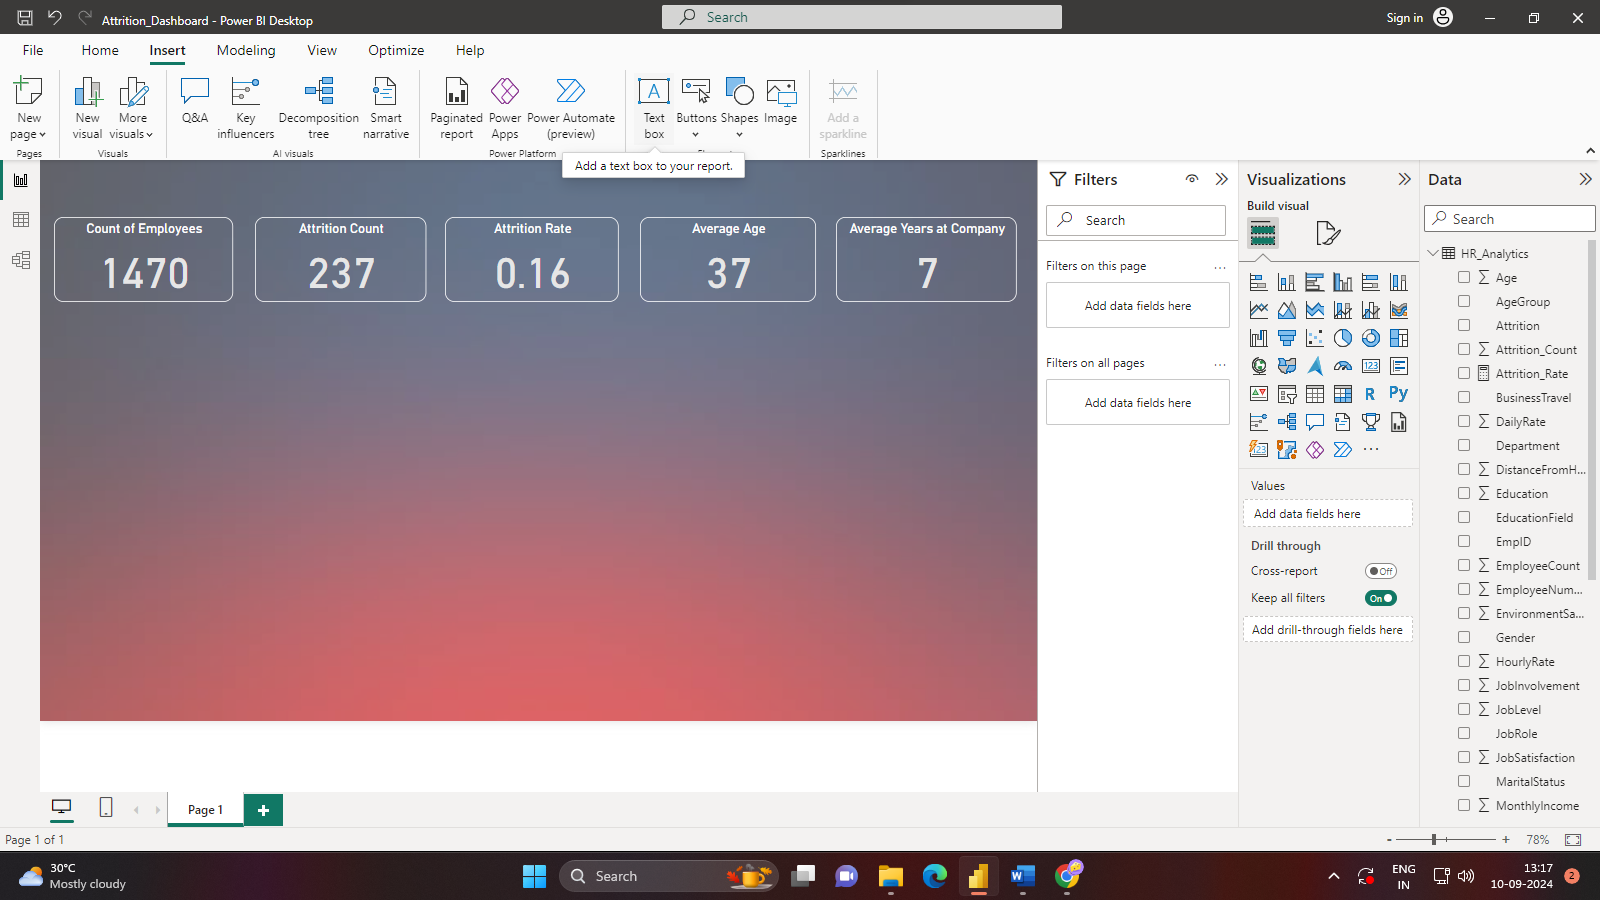 Attrition_Dashboard - Power BI Desktop
Search
Sign in
File
Home
Insert
Modeling
View
Optimize
Help
New page
New visual
More visuals
Q&A
Key influencers
Decomposition tree
Smart narrative
Paginated report
Power Apps
Power Automate (preview)
Text box
Buttons
Shapes
Image
Add a sparkline
Pages
Visuals
AI visuals
Power Platform
Sparklines
Add a text box to your report.
Count of Employees
1470
Attrition Count
237
Attrition Rate
0.16
Average Age
37
Average Years at Company
7
Filters
Search
Filters on this page
Add data fields here
Filters on all pages
Add data fields here
Visualizations
Build visual
Values
Add data fields here
Drill through
Cross-report
Off
Keep all filters
On
Add drill-through fields here
Data
Search
HR_Analytics
Age
AgeGroup
Attrition
Attrition_Count
Attrition_Rate
BusinessTravel
DailyRate
Department
DistanceFromH...
Education
EducationField
EmpID
EmployeeCount
EmployeeNum...
EnvironmentSa...
Gender
HourlyRate
JobInvolvement
JobLevel
JobRole
JobSatisfaction
MaritalStatus
MonthlyIncome
Page 1
Page 1 of 1
78%
30°C
Mostly cloudy
Search
ENG
IN
13:17
10-09-2024
2